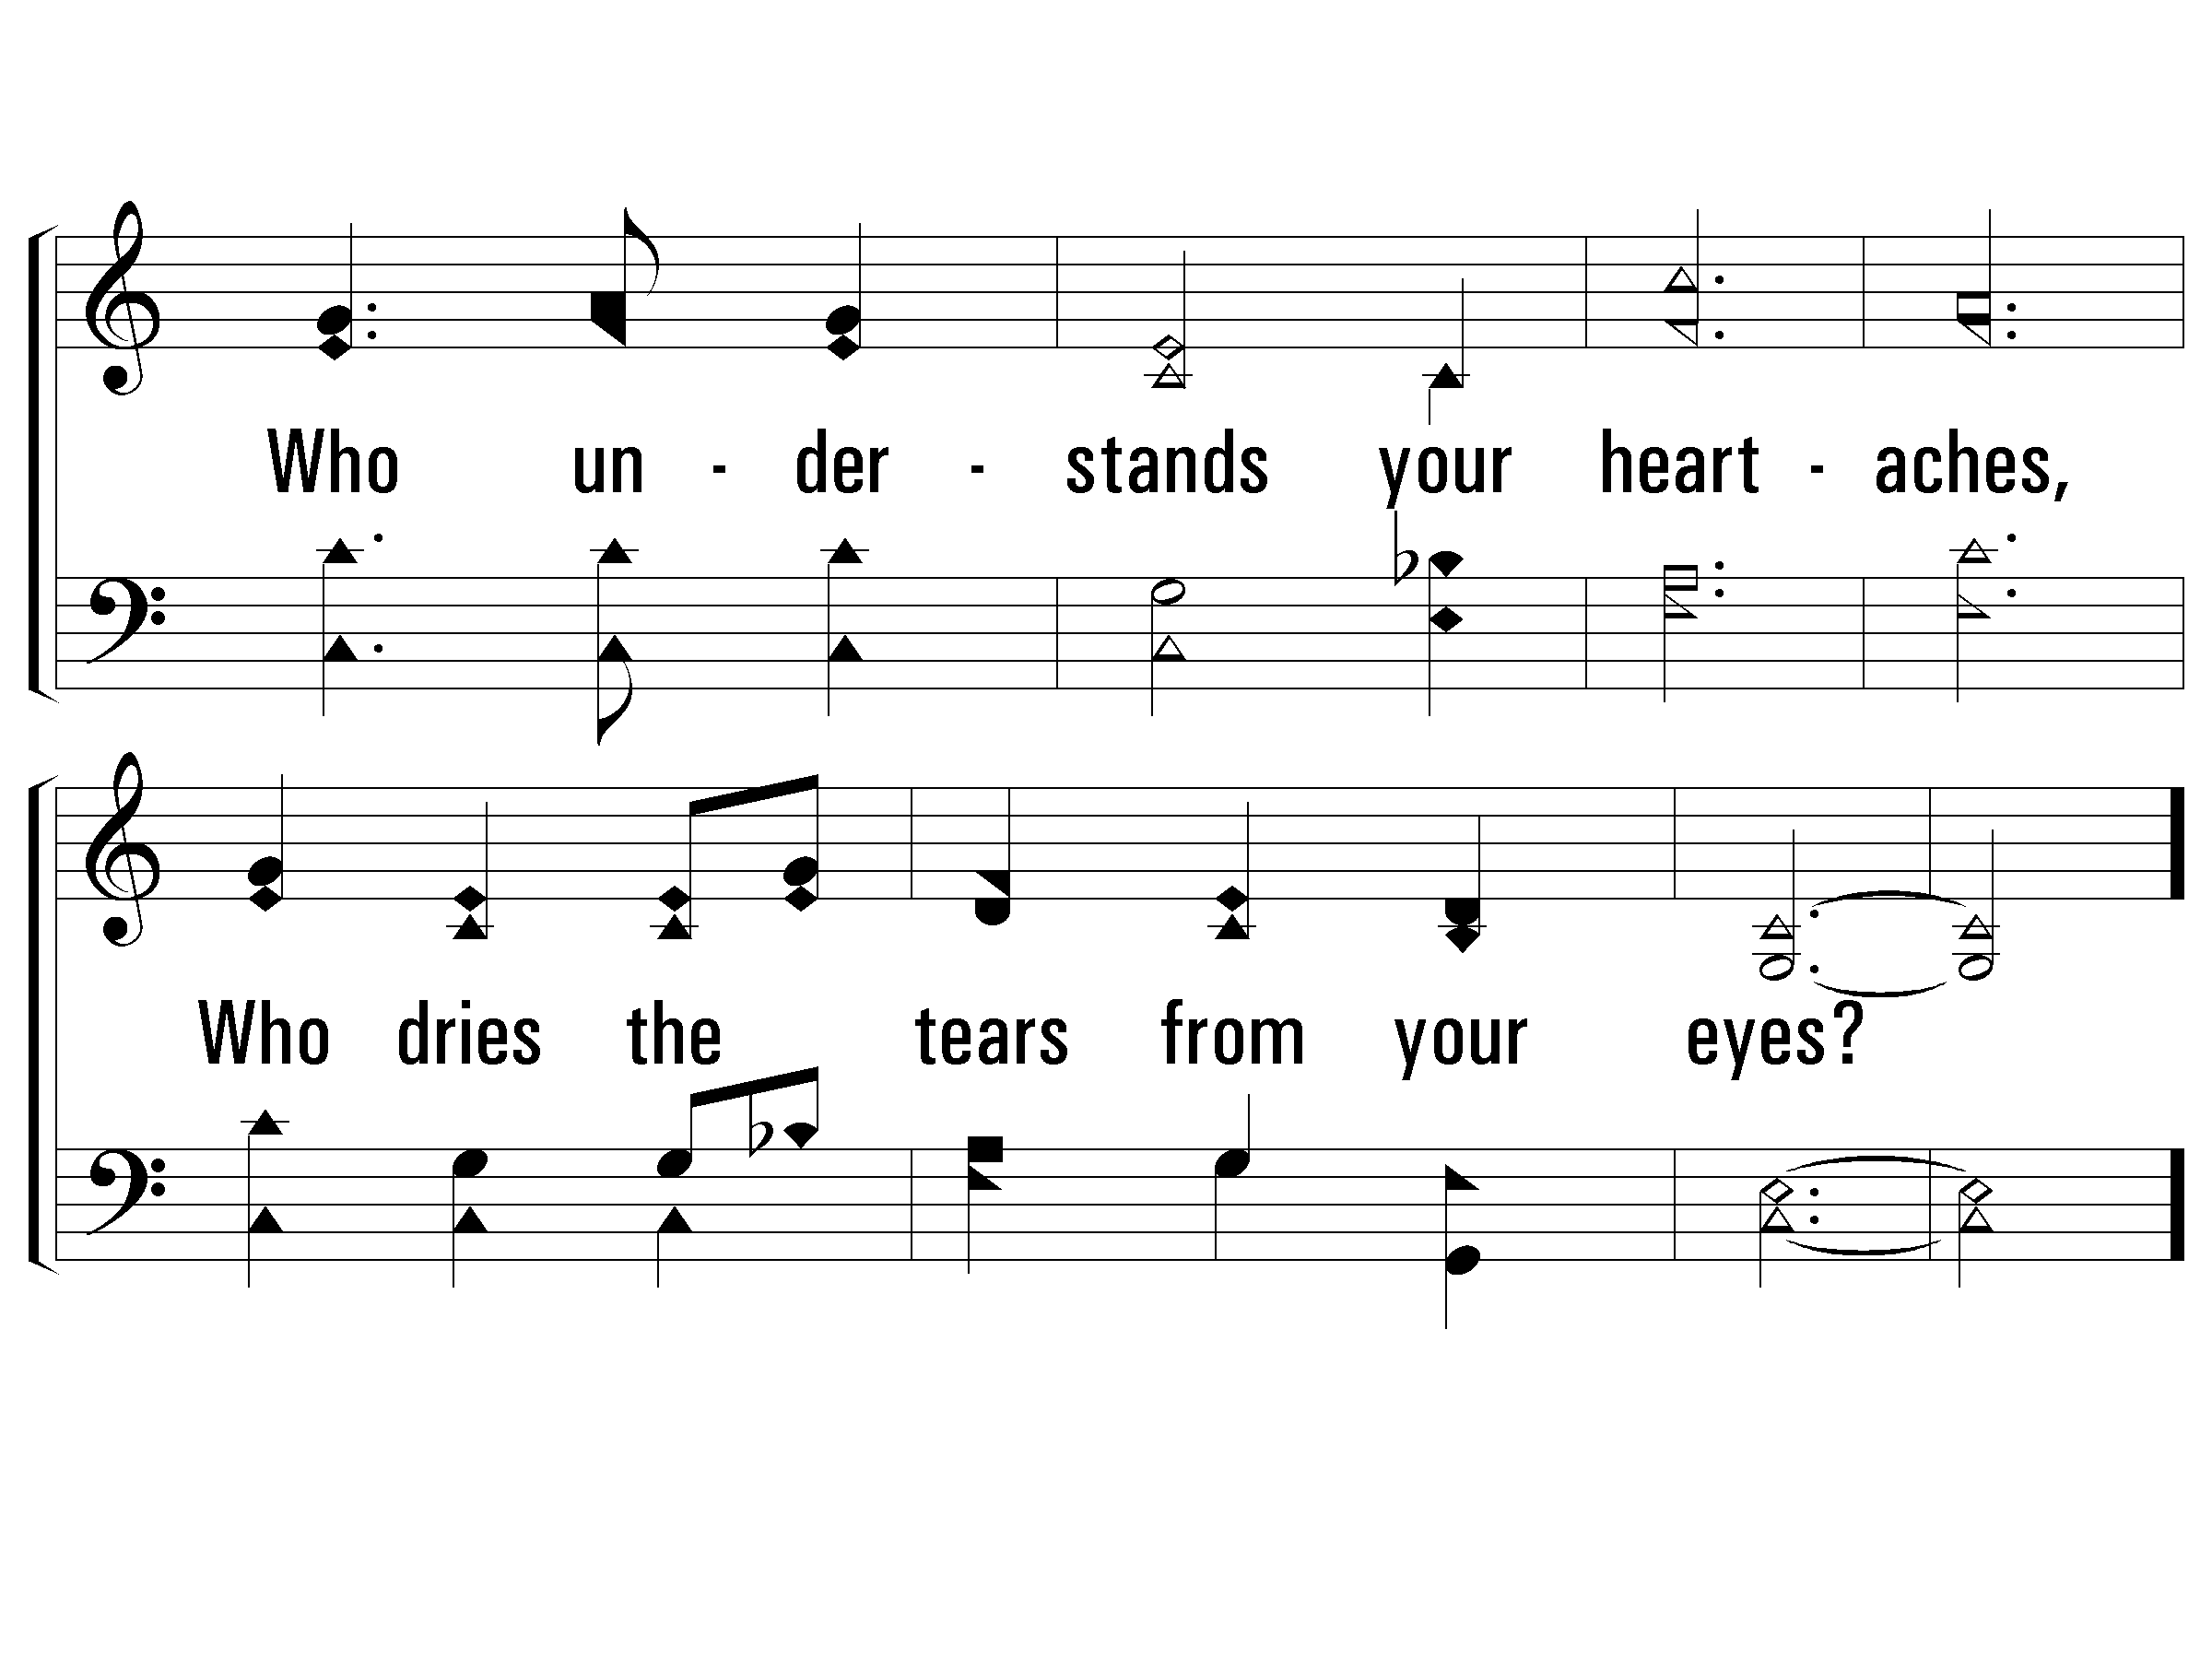 Who un - der - stands your heart - aches,
Who dries the tears from your eyes?